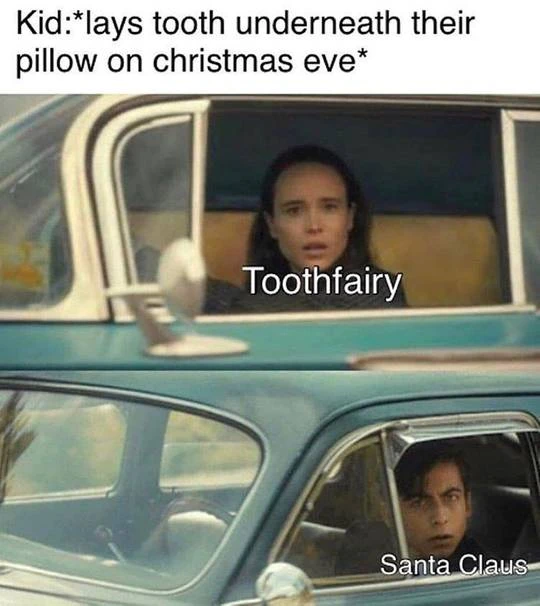 Kid:*lays tooth underneath their
pillow on christmas eve*
Toothfairy
Santa Claus